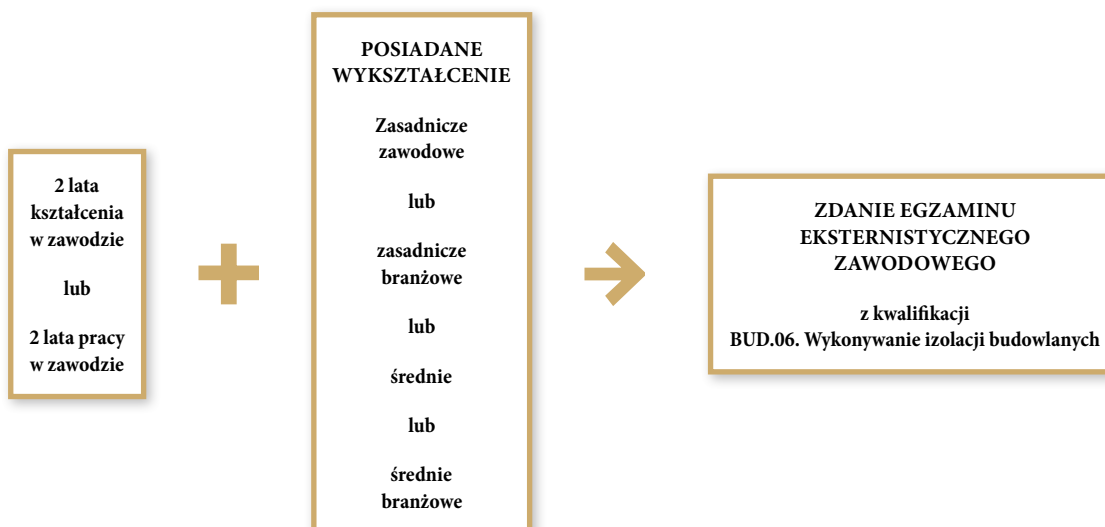 2 lata
kształcenia
w zawodzie
lub
2 lata pracy
w zawodzie
POSIADANE
WYKSZTAŁCENIE
Zasadnicze
zawodowe
lub
zasadnicze
branżowe
lub
średnie
lub
średnie
branżowe
ZDANIE EGZAMINU
EKSTERNISTYCZNEGO
ZAWODOWEGO
z kwalifikacji
BUD.06. Wykonywanie izolacji budowlanych